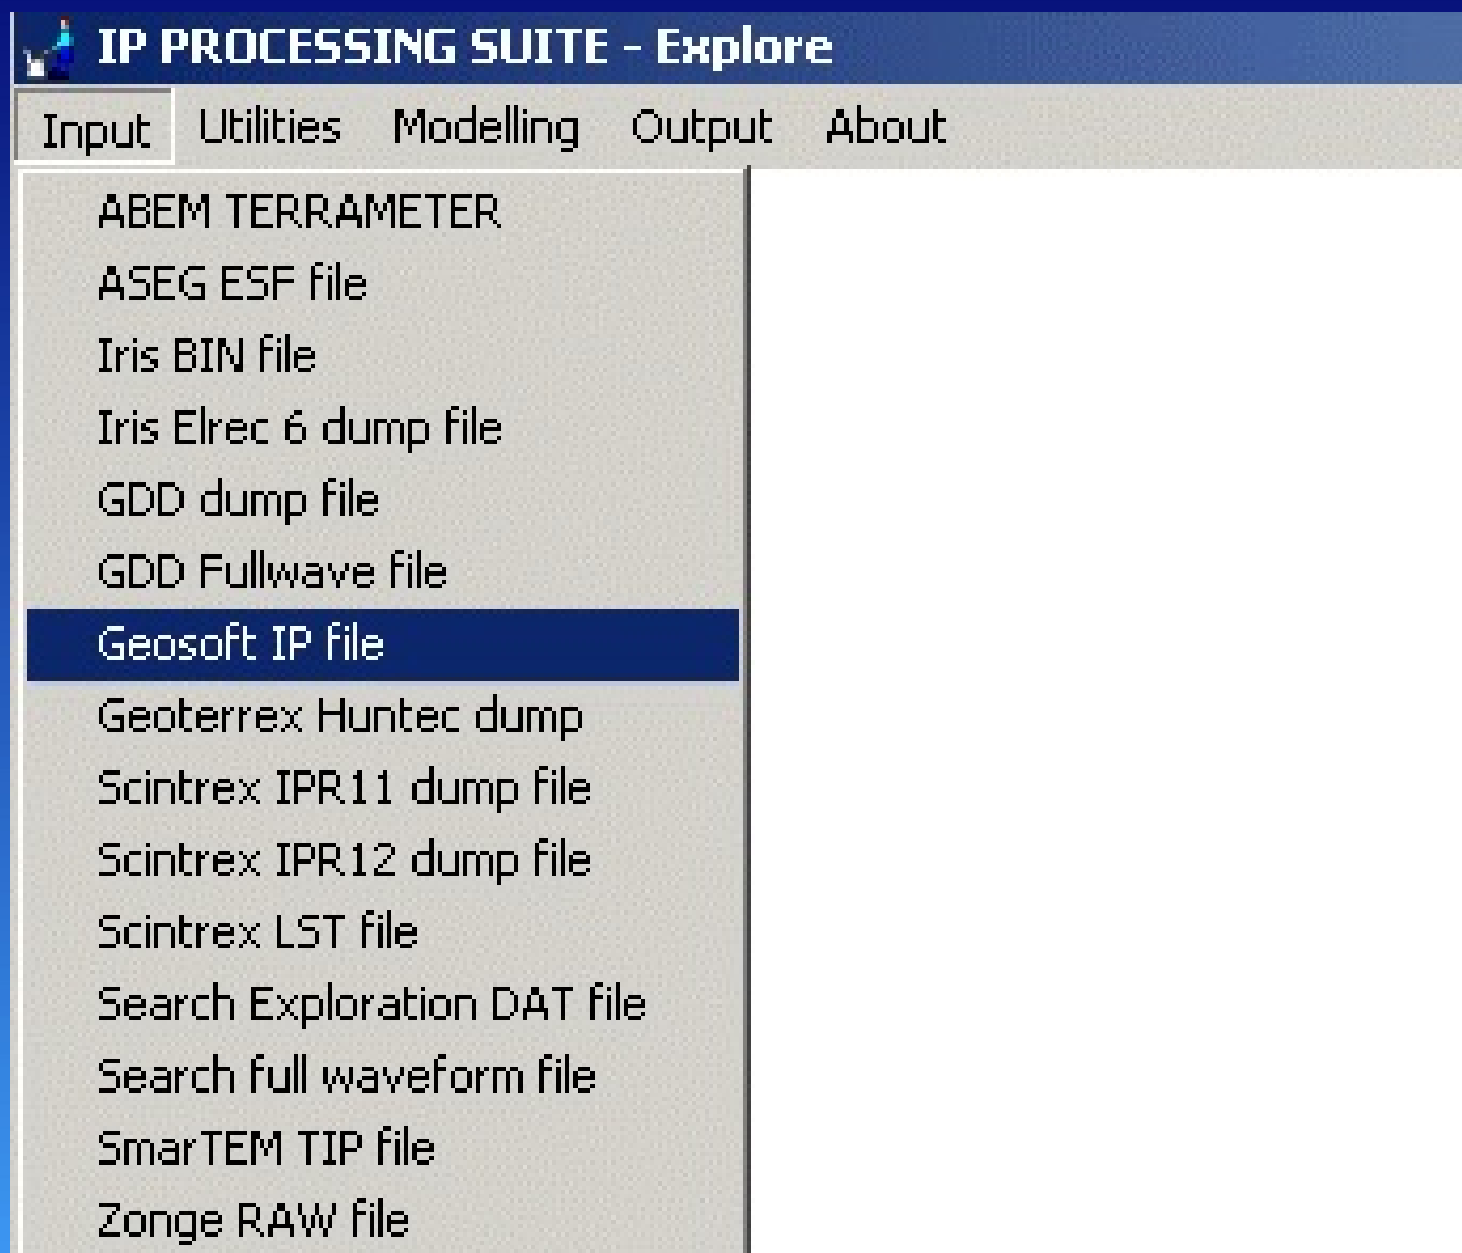 IP PROCESSING SUITE - Explore
Input Utilities Modelling Output About
ABEM TERRAMETER
ASEG ESF file
Iris BIN file
Iris Elrec 6 dump file
GDD dump file
GDD Fullwave file
Geosoft IP file
Geoterrex Huntec dump
Scintrex IPR11 dump file
Scintrex IPR12 dump file
Scintrex LST file
Search Exploration DAT file
Search full waveform file
SmarTEM TIP file
Zonge RAW file